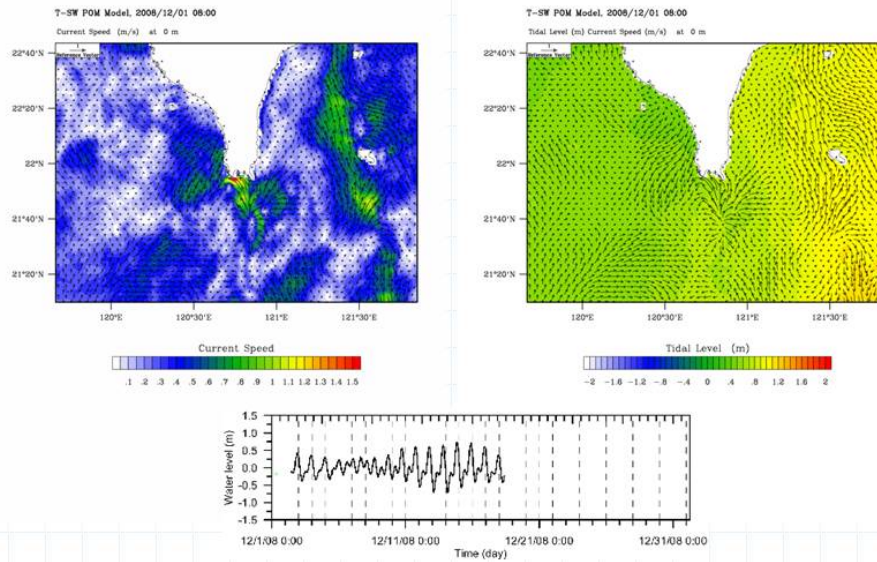 T-SW POM Model, 2008/12/01 08:00
Current Speed (m/s) at 0 m
Reference Vector
22°40'N
22°20'N
22°N
21°40'N
21°20'N
120°E
120°30'E
121°E
121°30'E
Current Speed
.1 .2 .3 .4 .5 .6 .7 .8 .9 1 1.1 1.2 1.3 1.4 1.5
T-SW POM Model, 2008/12/01 08:00
Tidal Level (m) Current Speed (m/s) at 0 m
Reference Vector
22°40'N
22°20'N
22°N
21°40'N
21°20'N
120°E
120°30'E
121°E
121°30'E
Tidal Level (m)
-2 -1.6 -1.2 -.8 -.4 0 .4 .8 1.2 1.6 2
Water level (m)
1.5
1.0
0.5
0.0
-0.5
-1.0
-1.5
12/1/08 0:00
12/11/08 0:00
12/21/08 0:00
12/31/08 0:00
Time (day)